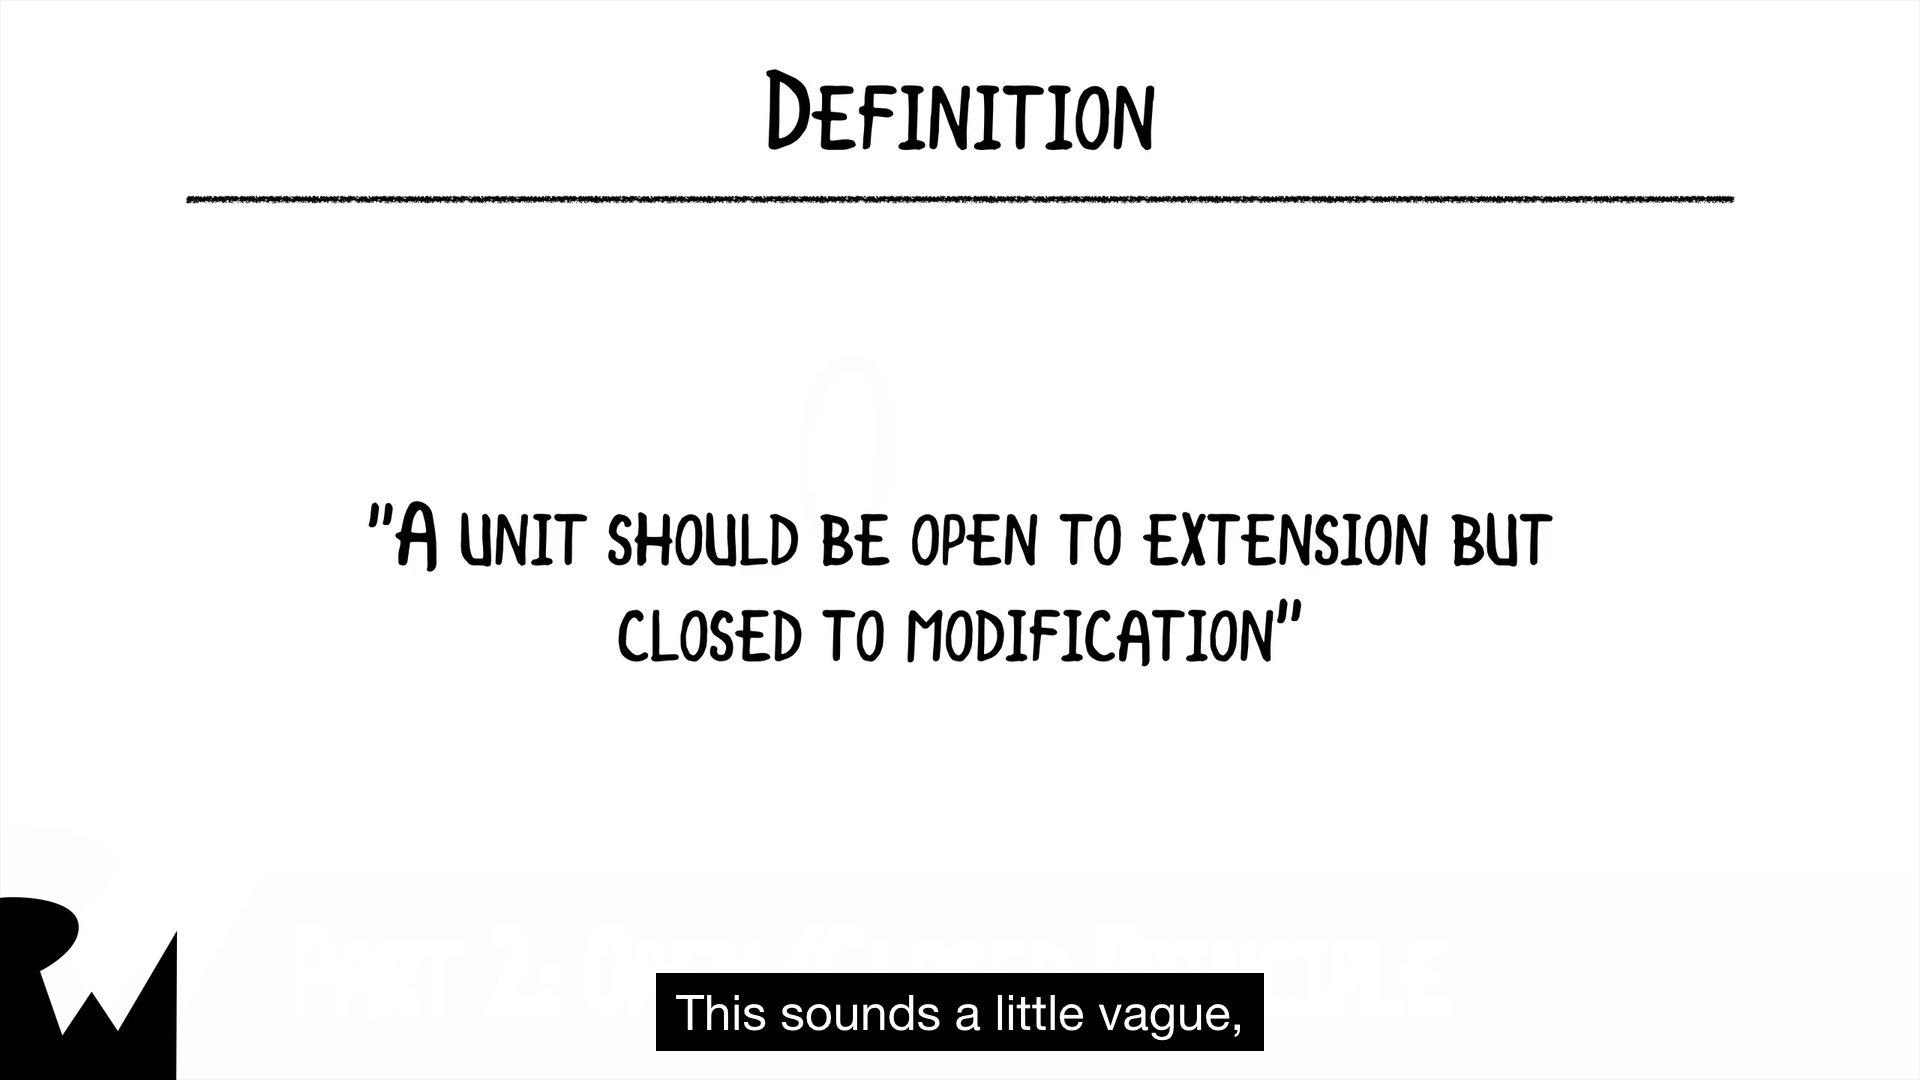 Definition
"A unit should be open to extension but
closed to modification"
This sounds a little vague,